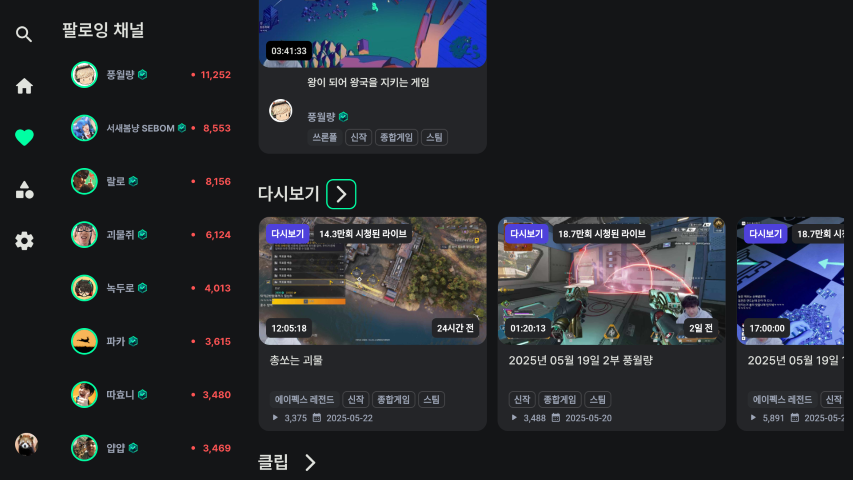 팔로잉 채널
풍월량
11,252
서새봄냥 SEBOM
8,553
랄로
8,156
괴물쥐
6,124
녹두로
4,013
파카
3,615
따효니
3,480
얍얍
3,469
03:41:33
왕이 되어 왕국을 지키는 게임
풍월량
쓰론폴 신작 종합게임 스팀
다시보기
다시보기 14.3만회 시청된 라이브
12:05:18 24시간 전
총쏘는 괴물
에이펙스 레전드 신작 종합게임 스팀
3,375 2025-05-22
다시보기 18.7만회 시청된 라이브
01:20:13 2일 전
2025년 05월 19일 2부 풍월량
신작 종합게임 스팀
3,488 2025-05-20
다시보기 18.7만회 시
17:00:00
2025년 05월 19일
에이펙스 레전드 신작
5,891 2025-05-2
클립